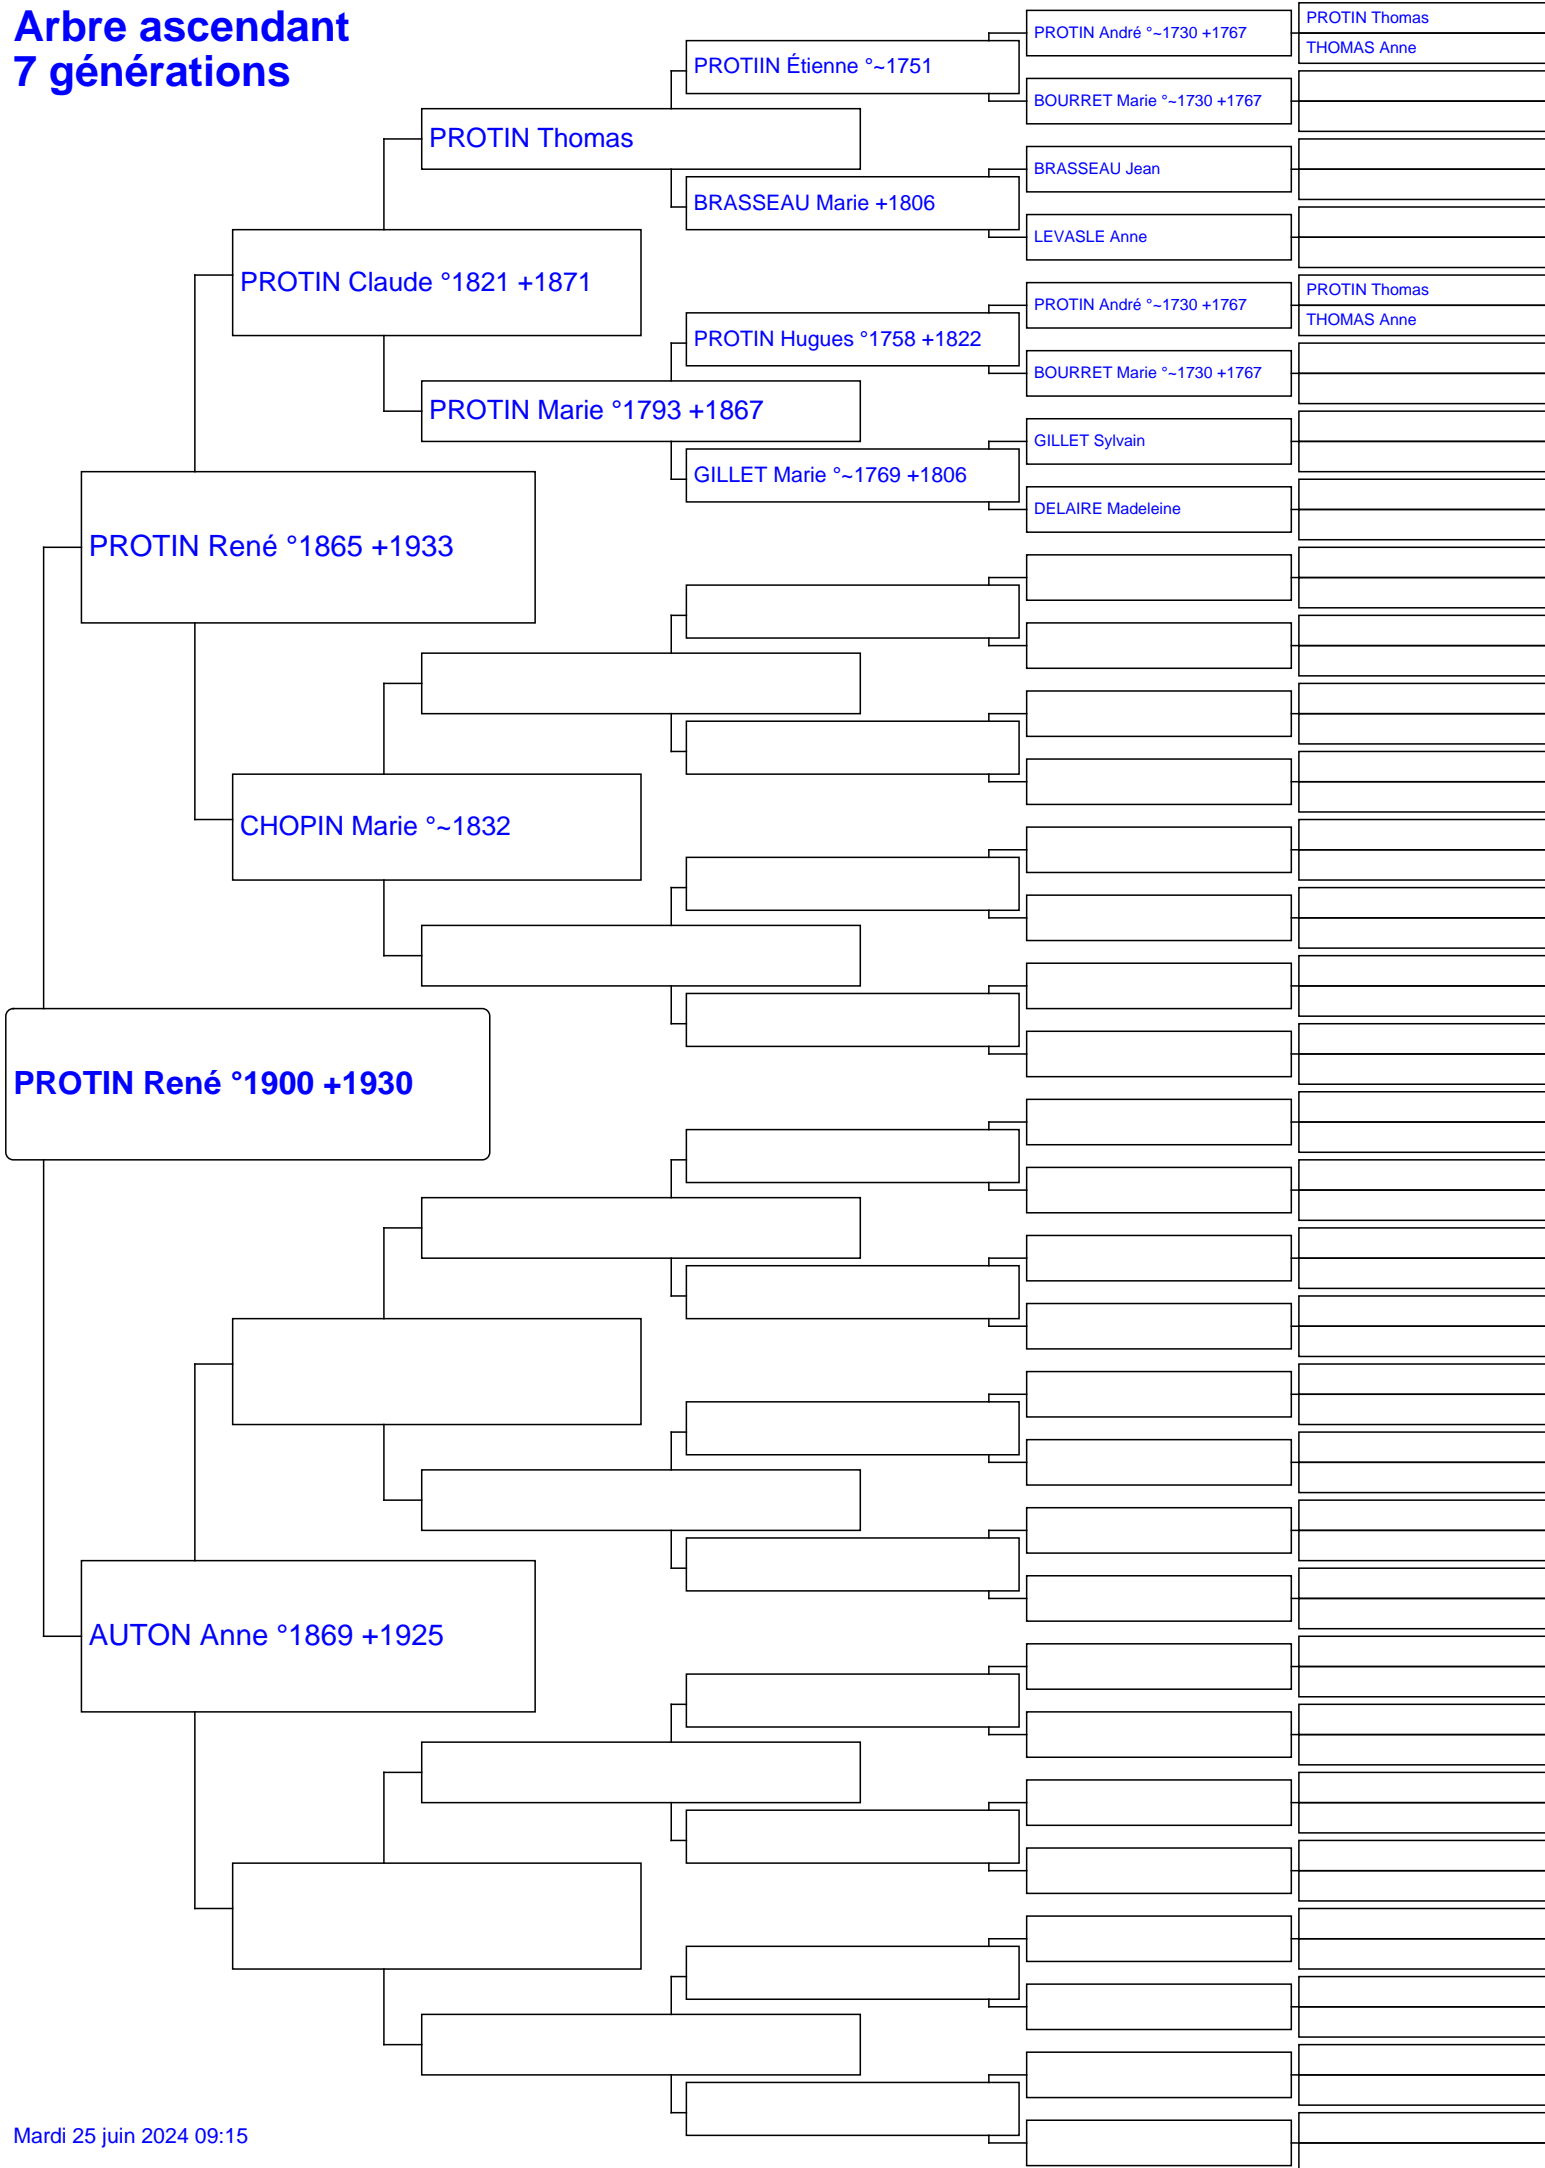 Arbre ascendant
7 générations
PROTIN Thomas
THOMAS Anne
PROTIN André °~1730 +1767
PROTIIN Étienne °~1751
BOURRET Marie °~1730 +1767
PROTIN Thomas
BRASSEAU Jean
BRASSEAU Marie +1806
LEVASLE Anne
PROTIN Claude °1821 +1871
PROTIN Thomas
THOMAS Anne
PROTIN André °~1730 +1767
PROTIN Hugues °1758 +1822
BOURRET Marie °~1730 +1767
PROTIN Marie °1793 +1867
GILLET Sylvain
GILLET Marie °~1769 +1806
DELAIRE Madeleine
PROTIN René °1865 +1933
CHOPIN Marie °~1832
PROTIN René °1900 +1930
AUTON Anne °1869 +1925
Mardi 25 juin 2024 09:15